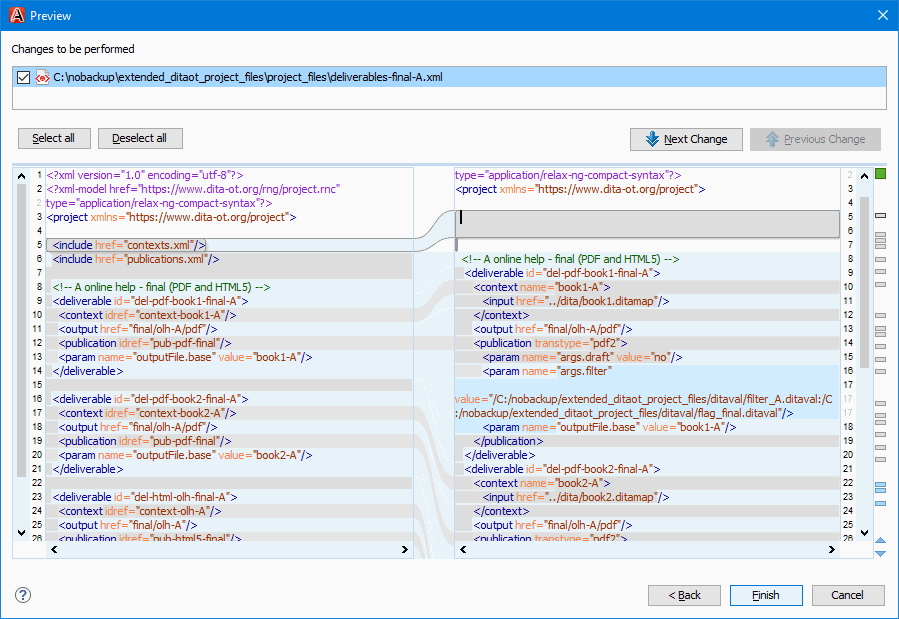 Preview
Changes to be performed
C:\nobackup\extended_ditaot_project_files\project_files\deliverables-final-A.xml
Select all
Deselect all
Next Change
Previous Change
1 <?xml version="1.0" encoding="utf-8"?>
2 <?xml-model href="https://www.dita-ot.org/rng/project.rnc"
2 type="application/relax-ng-compact-syntax"?>
3 <project xmlns="https://www.dita-ot.org/project">
4
5 <include href="contexts.xml"/>
6 <include href="publications.xml"/>
7
8 <!-- A online help - final (PDF and HTML5) -->
9 <deliverable id="del-pdf-book1-final-A">
10 <context idref="context-book1-A"/>
11 <output href="final/olh-A/pdf"/>
12 <publication idref="pub-pdf-final"/>
13 <param name="outputFile.base" value="book1-A"/>
14 </deliverable>
15
16 <deliverable id="del-pdf-book2-final-A">
17 <context idref="context-book2-A"/>
18 <output href="final/olh-A/pdf"/>
19 <publication idref="pub-pdf-final"/>
20 <param name="outputFile.base" value="book2-A"/>
21 </deliverable>
22
23 <deliverable id="del-html-olh-final-A">
24 <context idref="context-olh-A"/>
25 <output href="final/olh-A"/>
26 <publication idref="pub-html5-final"/>
type="application/relax-ng-compact-syntax"?> 2
<project xmlns="https://www.dita-ot.org/project"> 3
4
5
6
7
<!-- A online help - final (PDF and HTML5) --> 8
<deliverable id="del-pdf-book1-final-A"> 9
<context name="book1-A"> 10
<input href="../dita/book1.ditamap"/> 11
</context> 12
<output href="final/olh-A/pdf"/> 13
<publication transtype="pdf2"> 14
<param name="args.draft" value="no"/> 15
<param name="args.filter" 16
17
value="/C:/nobackup/extended_ditaot_project_files/ditaval/filter_A.ditaval:/C 17
:/nobackup/extended_ditaot_project_files/ditaval/flag_final.ditaval"/> 17
<param name="outputFile.base" value="book1-A"/> 18
</publication> 19
</deliverable> 20
<deliverable id="del-pdf-book2-final-A"> 21
<context name="book2-A"> 22
<input href="../dita/book2.ditamap"/> 23
</context> 24
<output href="final/olh-A/pdf"/> 25
<publication transtype="pdf2"> 26
< Back
Finish
Cancel